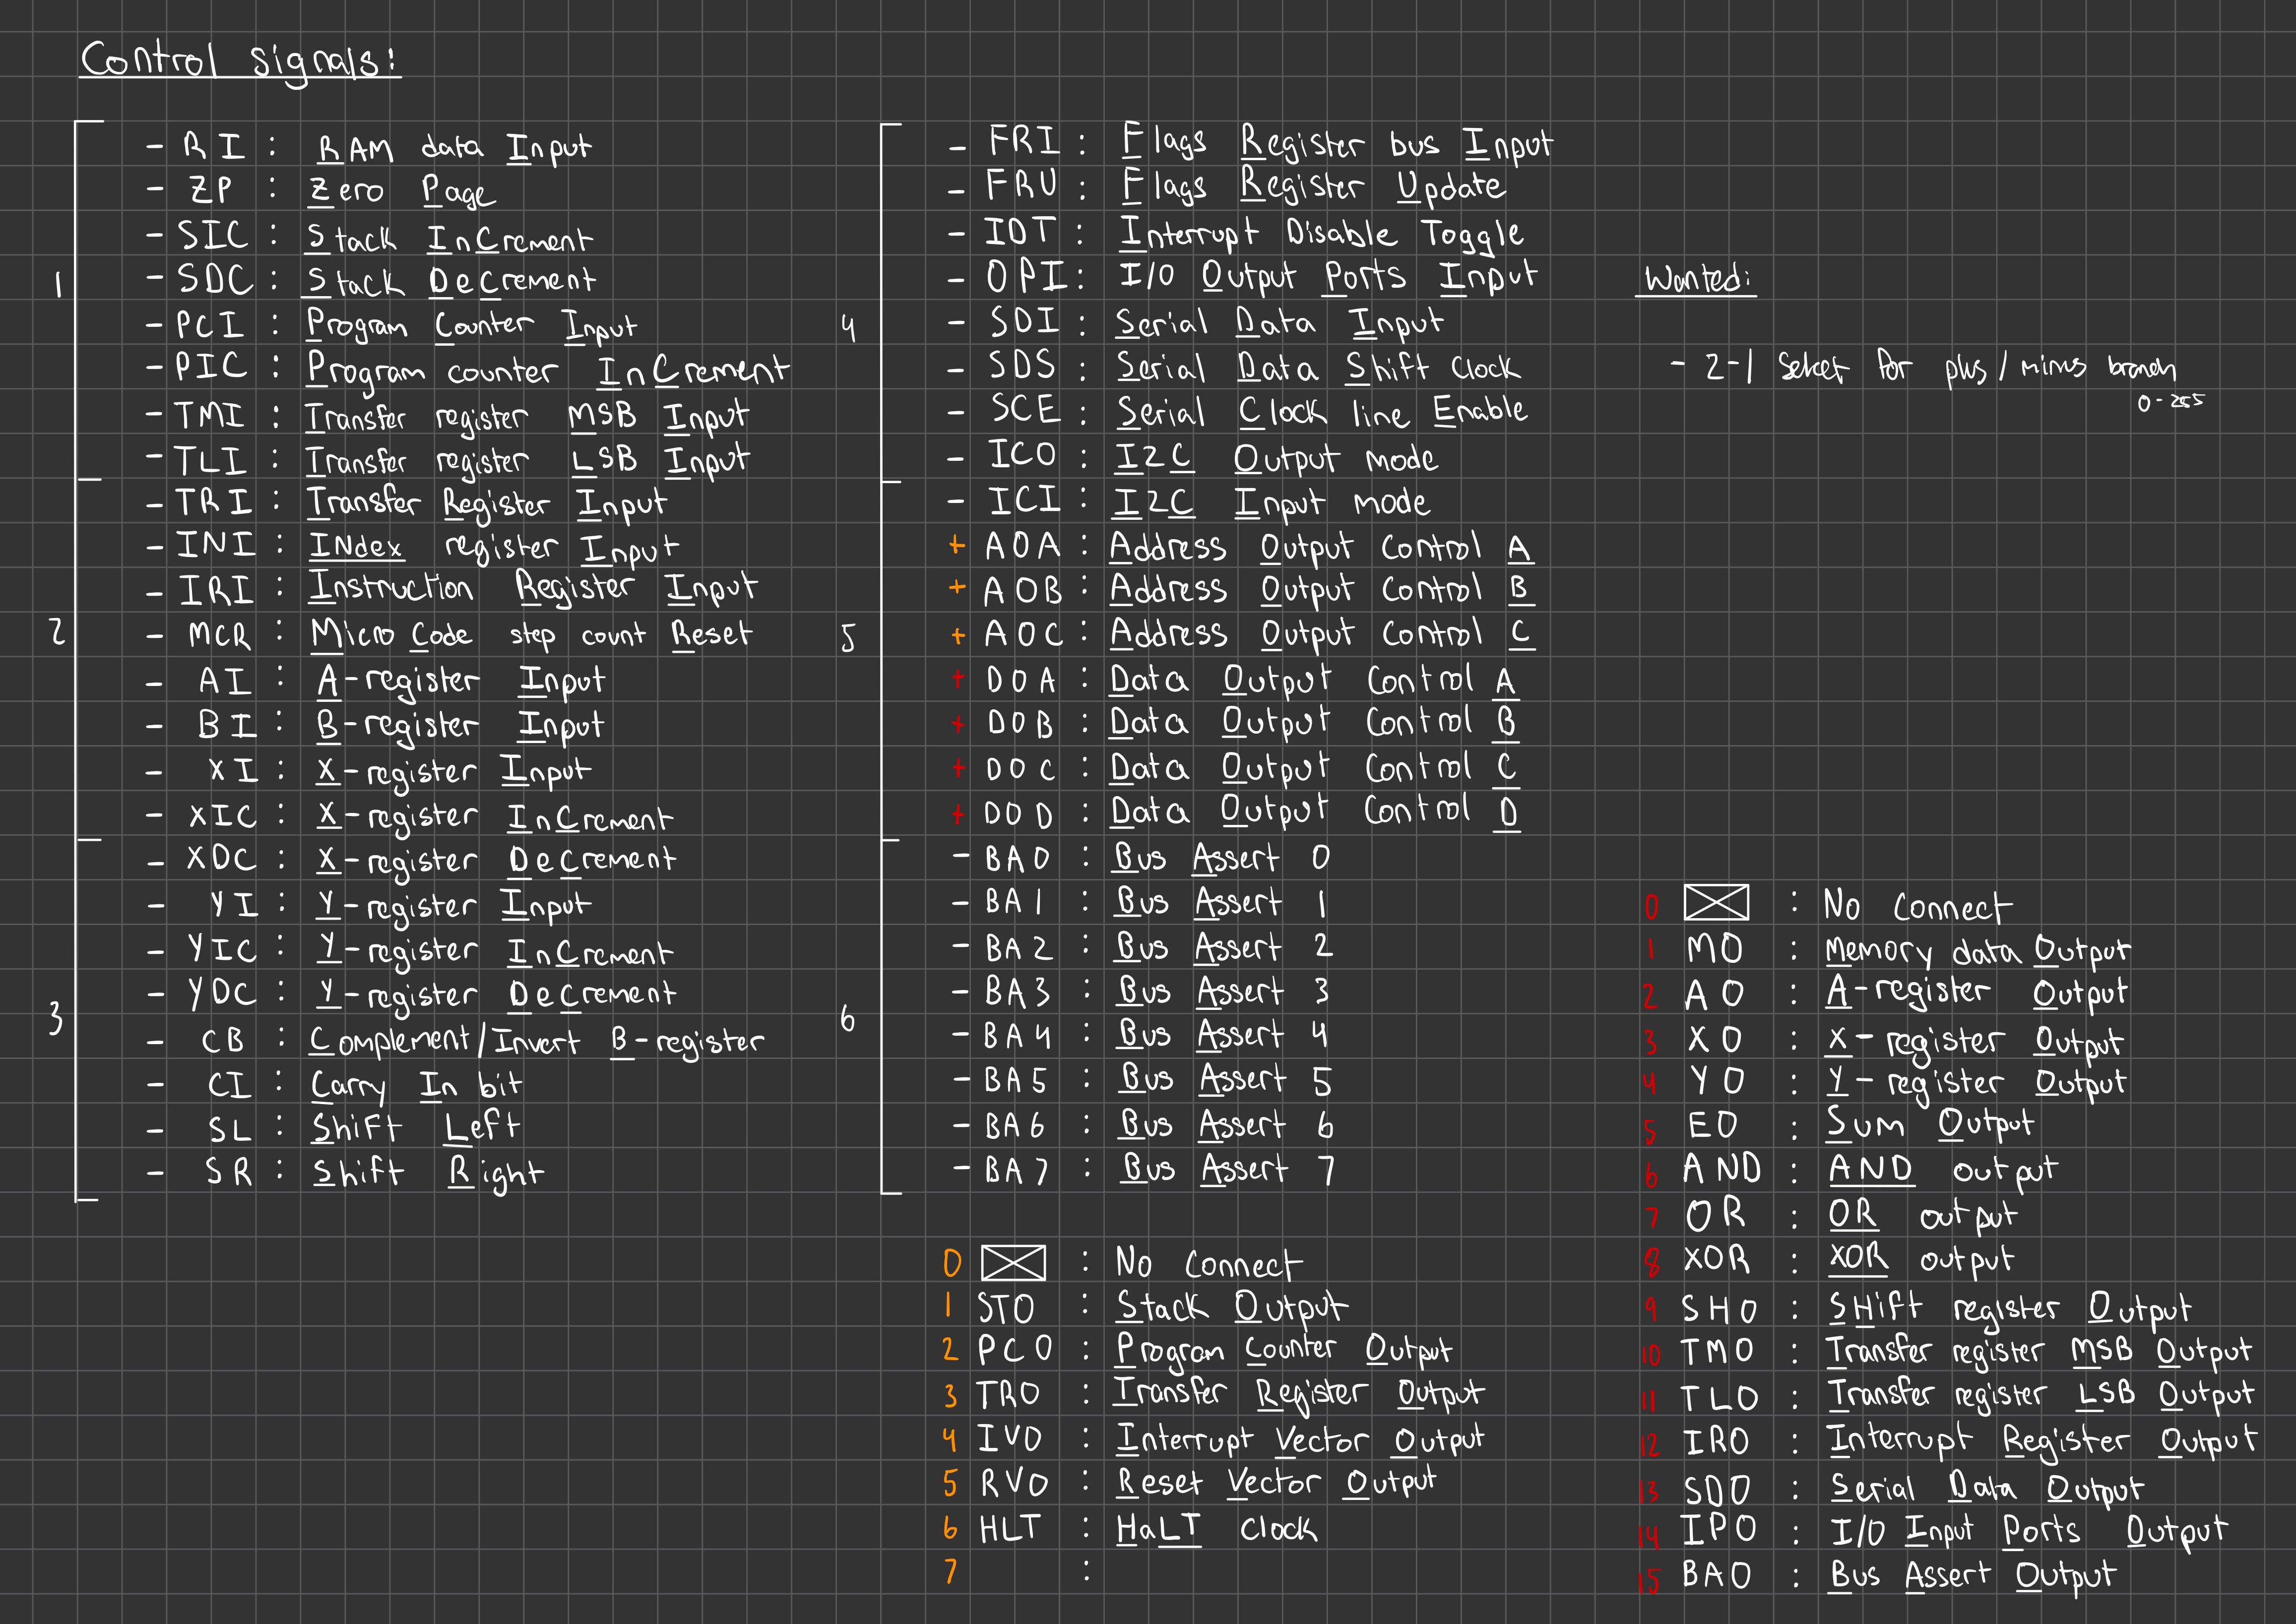 Control signals:
1
- RI : RAM data Input
- ZP : Zero Page
- SIC : Stack InCrement
- SDC : Stack DeCrement
- PCI : Program Counter Input
- PIC : Program counter InCrement
- TMI : Transfer register MSB Input
- TLI : Transfer register LSB Input
2
- TRI : Transfer Register Input
- INI : INdex register Input
- IRI : Instruction Register Input
- MCR : Micro Code step count Reset
- AI : A-register Input
- BI : B-register Input
- XI : X-register Input
- XIC : X-register InCrement
3
- XDC : X-register DeCrement
- YI : Y-register Input
- YIC : Y-register InCrement
- YDC : Y-register DeCrement
- CB : Complement/Invert B-register
- CI : Carry In bit
- SL : Shift Left
- SR : Shift Right
4
- FRI : Flags Register bus Input
- FRU : Flags Register Update
- IDT : Interrupt Disable Toggle
- OPI : I/O Output Ports Input
- SDI : Serial Data Input
- SDS : Serial Data Shift Clock
- SCE : Serial Clock line Enable
- ICO : I2C Output mode
5
- ICI : I2C Input mode
+ AOA : Address Output Control A
+ AOB : Address Output Control B
+ AOC : Address Output Control C
+ DOA : Data Output Control A
+ DOB : Data Output Control B
+ DOC : Data Output Control C
+ DOD : Data Output Control D
6
- BA0 : Bus Assert 0
- BA1 : Bus Assert 1
- BA2 : Bus Assert 2
- BA3 : Bus Assert 3
- BA4 : Bus Assert 4
- BA5 : Bus Assert 5
- BA6 : Bus Assert 6
- BA7 : Bus Assert 7
0 : No Connect
1 STO : Stack Output
2 PCO : Program Counter Output
3 TRO : Transfer Register Output
4 IVO : Interrupt Vector Output
5 RVO : Reset Vector Output
6 HLT : HaLT Clock
7 :
Wanted:
- 2-1 Select for plus/minus branch
0-255
0 : No Connect
1 MO : Memory data Output
2 AO : A-register Output
3 XO : X-register Output
4 YO : Y-register Output
5 EO : Sum Output
6 AND : AND output
7 OR : OR output
8 XOR : XOR output
9 SHO : SHift register Output
10 TMO : Transfer register MSB Output
11 TLO : Transfer register LSB Output
12 IRO : Interrupt Register Output
13 SDO : Serial Data Output
14 IPO : I/O Input Ports Output
15 BAO : Bus Assert Output